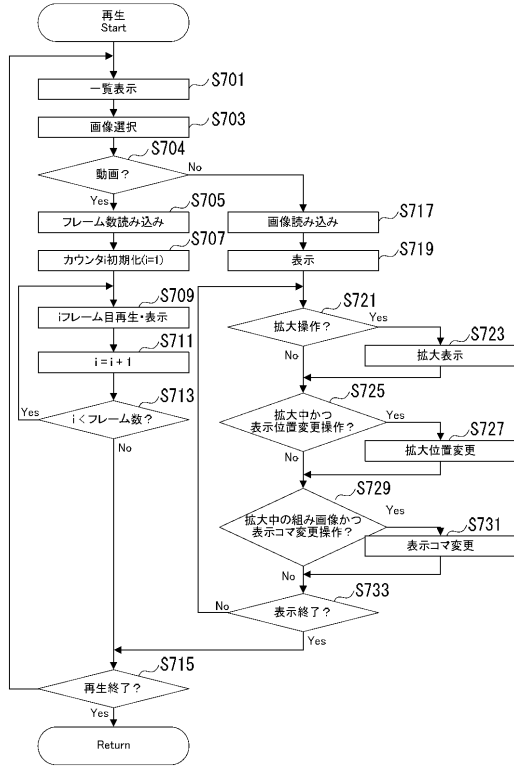 再生
Start
S701
一覧表示
S703
画像選択
S704
動画？
No
Yes
S705
フレーム数読み込み
S707
カウンタi初期化(i=1)
S709
iフレーム目再生・表示
S711
i = i + 1
S713
i < フレーム数？
Yes
No
S717
画像読み込み
S719
表示
S721
拡大操作？
Yes
No
S723
拡大表示
S725
拡大中かつ
表示位置変更操作？
Yes
No
S727
拡大位置変更
S729
拡大中の組み画像かつ
表示コマ変更操作？
Yes
No
S731
表示コマ変更
S733
表示終了？
No
Yes
S715
再生終了？
Yes
Return